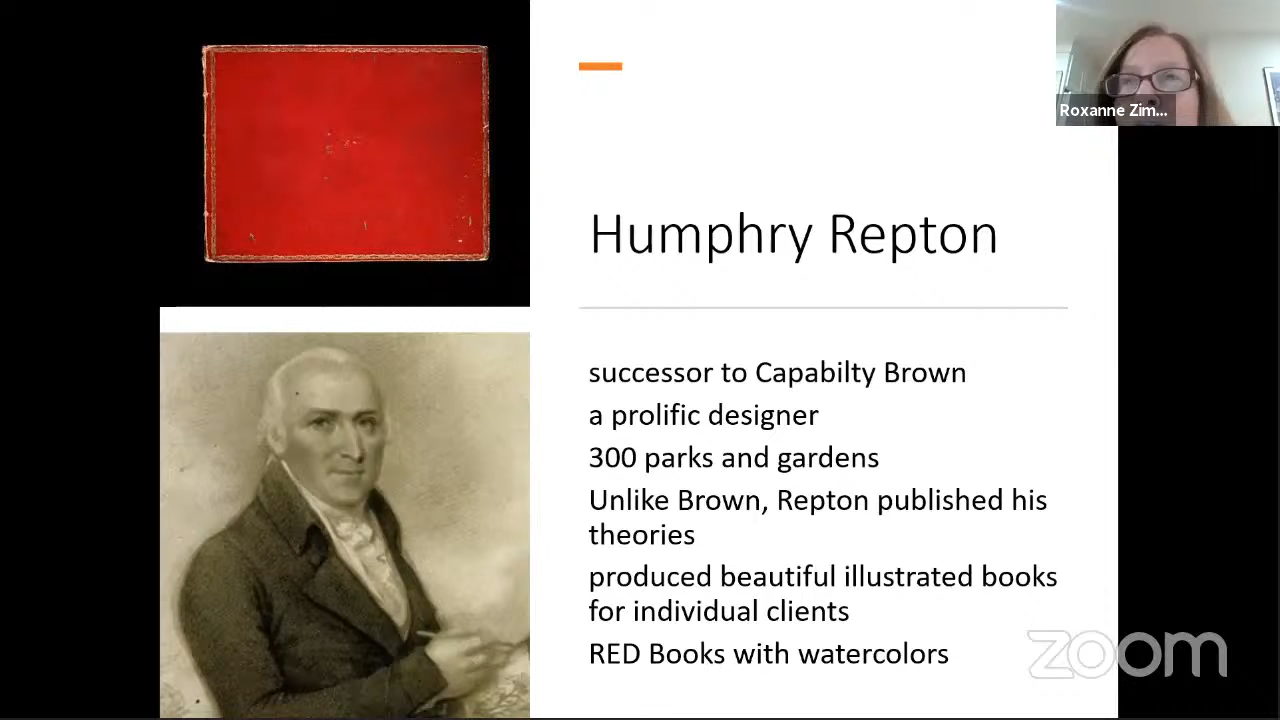 Roxanne Zim...
Humphry Repton
successor to Capabilty Brown
a prolific designer
300 parks and gardens
Unlike Brown, Repton published his
theories
produced beautiful illustrated books
for individual clients
RED Books with watercolors
zoom